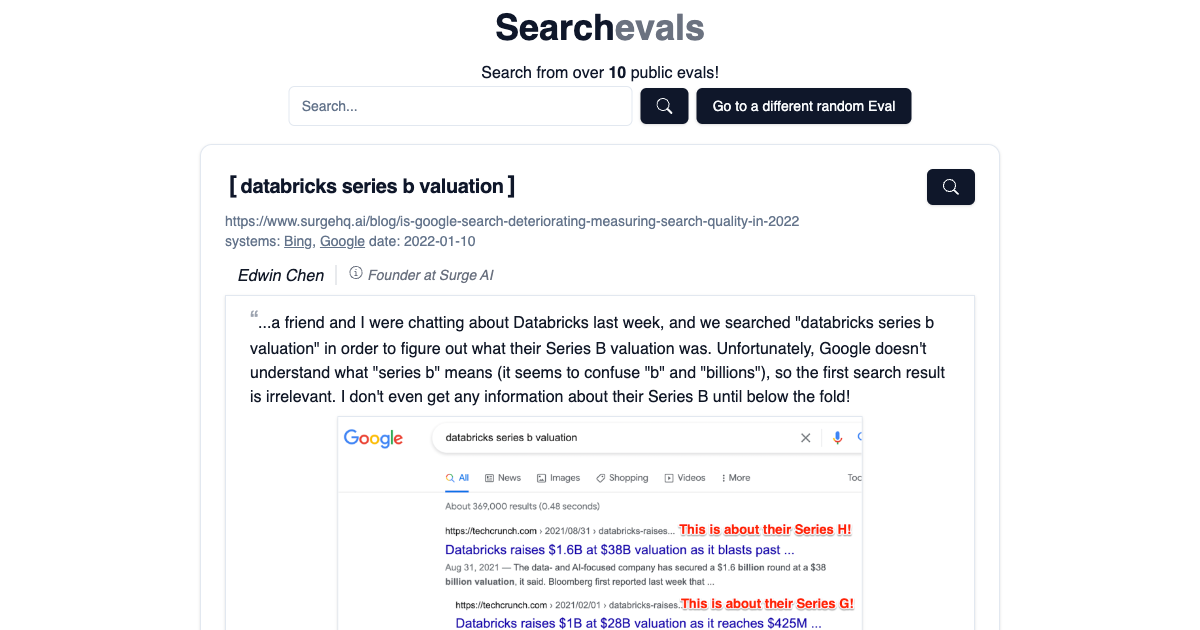 Searchevals
Search from over 10 public evals!
Search...
Go to a different random Eval
[ databricks series b valuation ]
https://www.surgehq.ai/blog/is-google-search-deteriorating-measuring-search-quality-in-2022
systems: Bing, Google date: 2022-01-10
Edwin Chen
Founder at Surge AI
“...a friend and I were chatting about Databricks last week, and we searched "databricks series b
valuation" in order to figure out what their Series B valuation was. Unfortunately, Google doesn't
understand what "series b" means (it seems to confuse "b" and "billions"), so the first search result
is irrelevant. I don't even get any information about their Series B until below the fold!
Google
databricks series b valuation
All News Images Shopping Videos More Too
About 369,000 results (0.48 seconds)
https://techcrunch.com › 2021/08/31 › databricks-raises... This is about their Series H!
Databricks raises $1.6B at $38B valuation as it blasts past ...
Aug 31, 2021 — The data- and AI-focused company has secured a $1.6 billion round at a $38
billion valuation, it said. Bloomberg first reported last week that ...
https://techcrunch.com › 2021/02/01 › databricks-raises.. This is about their Series G!
Databricks raises $1B at $28B valuation as it reaches $425M ...